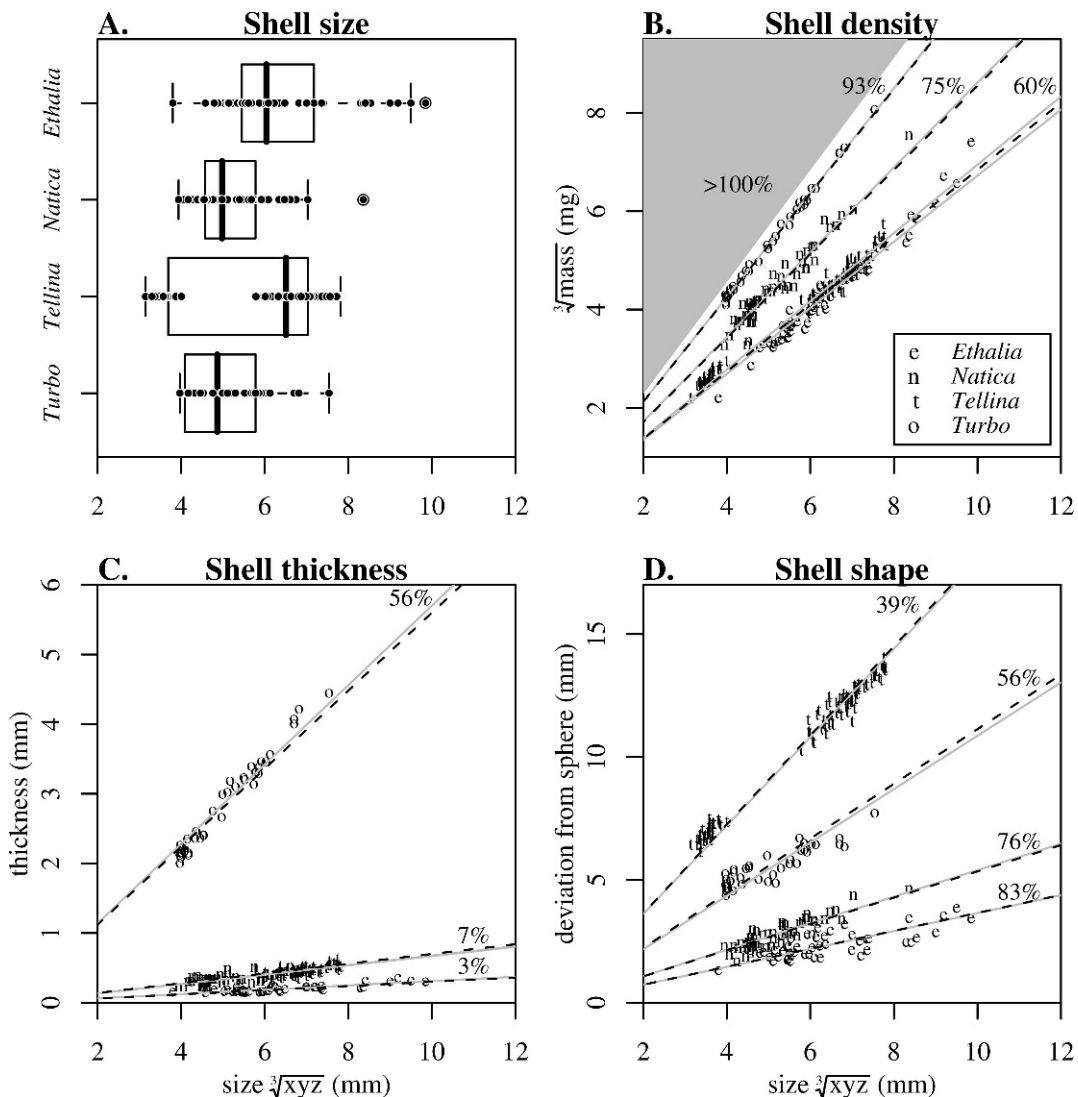 A. Shell size
Ethalia
Natica
Tellina
Turbo
2 4 6 8 10 12
B. Shell density
93% 75% 60%
>100%
∛mass (mg)
8
6
4
2
e Ethalia
n Natica
t Tellina
o Turbo
2 4 6 8 10 12
C. Shell thickness
56%
7%
3%
thickness (mm)
6
5
4
3
2
1
0
2 4 6 8 10 12
size ∛xyz (mm)
D. Shell shape
39%
56%
76%
83%
deviation from sphere (mm)
15
10
5
0
2 4 6 8 10 12
size ∛xyz (mm)